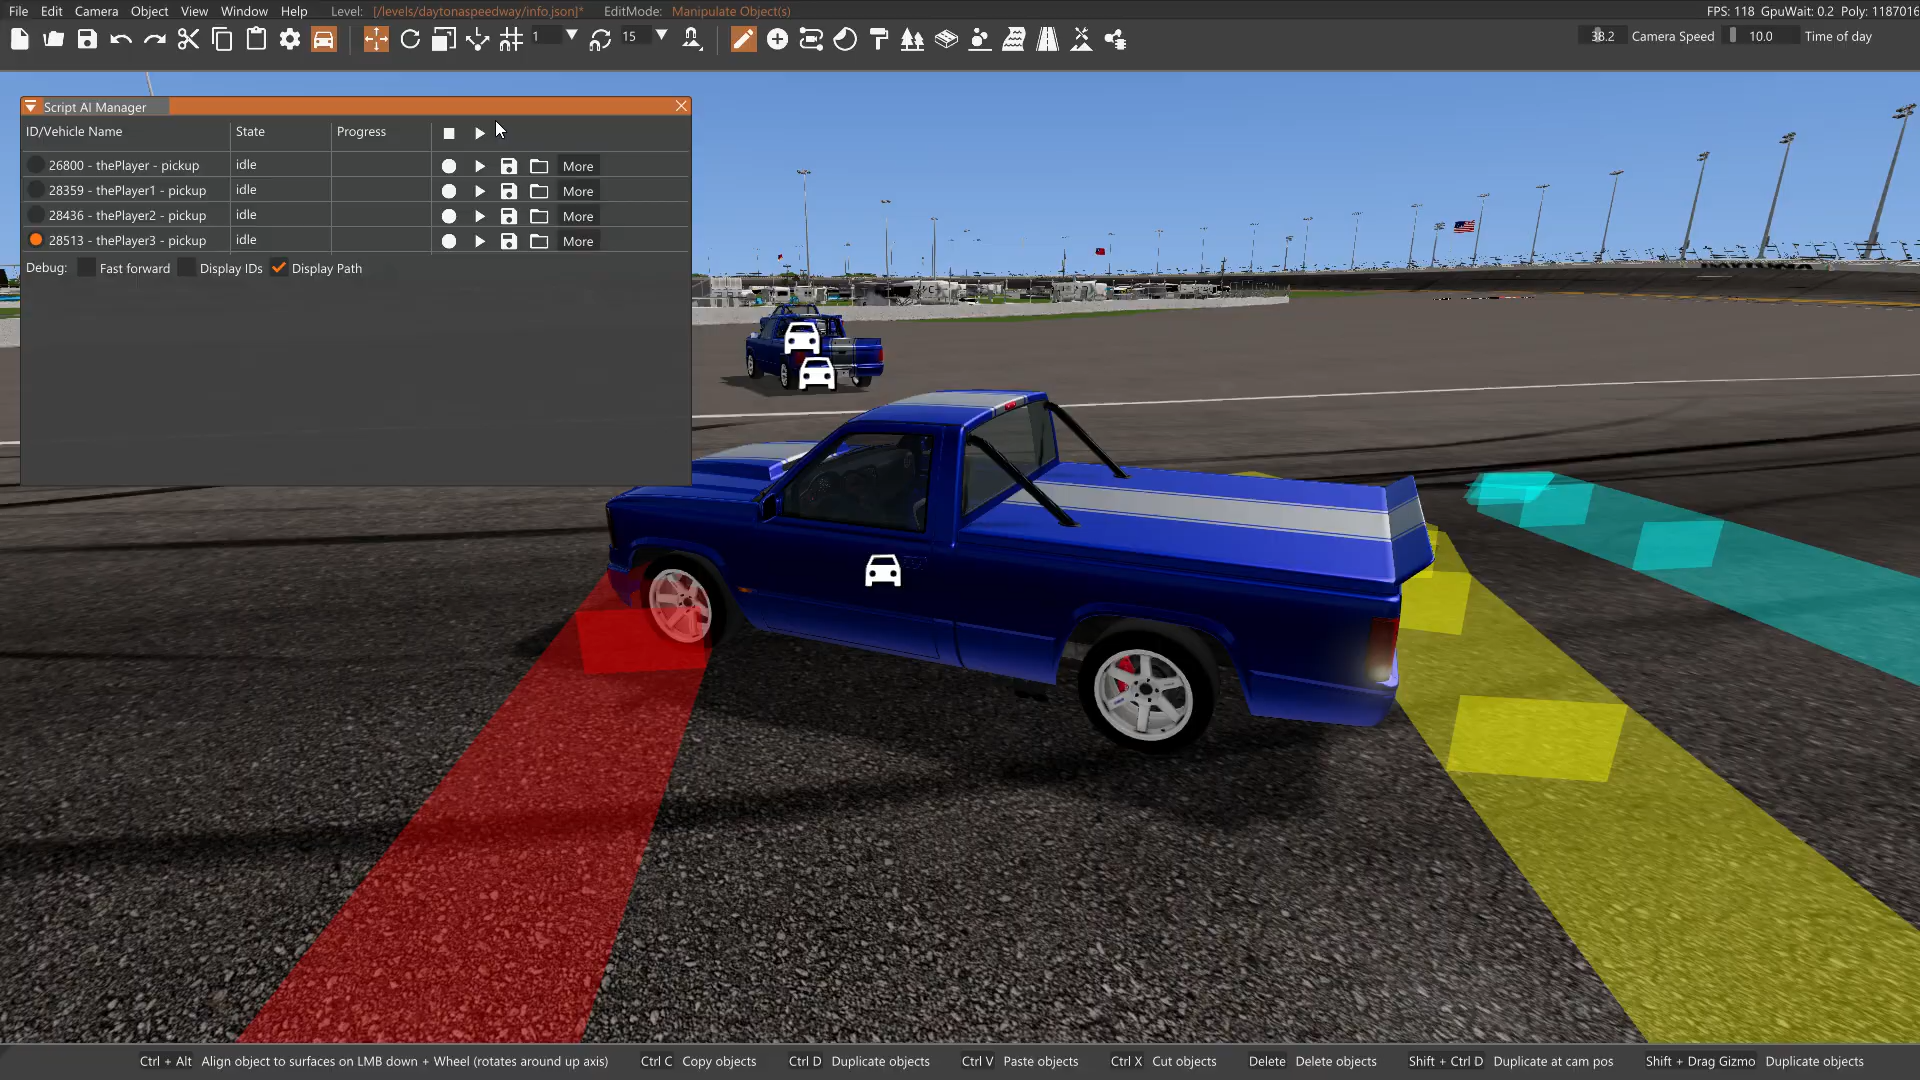 File Edit Camera Object View Window Help Level: [/levels/daytonaspeedway/info.json]* EditMode: Manipulate Object(s) FPS: 118 GpuWait: 0.2 Poly: 1187016
1 15 38.2 Camera Speed 10.0 Time of day
Script AI Manager
ID/Vehicle Name State Progress
26800 - thePlayer - pickup idle More
28359 - thePlayer1 - pickup idle More
28436 - thePlayer2 - pickup idle More
28513 - thePlayer3 - pickup idle More
Debug: Fast forward Display IDs Display Path
Ctrl + Alt Align object to surfaces on LMB down + Wheel (rotates around up axis) Ctrl C Copy objects Ctrl D Duplicate objects Ctrl V Paste objects Ctrl X Cut objects Delete Delete objects Shift + Ctrl D Duplicate at cam pos Shift + Drag Gizmo Duplicate objects